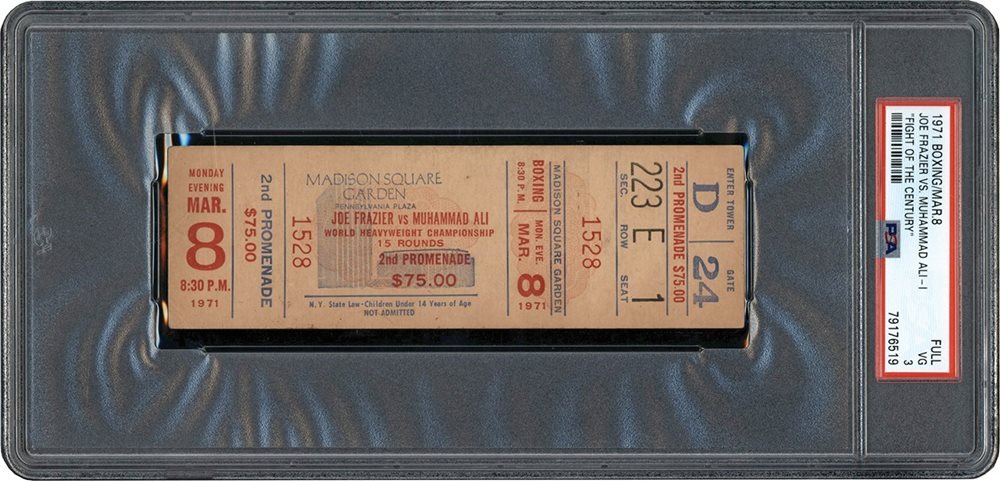 MONDAY
EVENING
MAR.
8
8:30 P.M.
1971
2nd PROMENADE
$75.00
1528
MADISON SQUARE
GARDEN
PENNSYLVANIA PLAZA
JOE FRAZIER VS MUHAMMAD ALI
WORLD HEAVYWEIGHT CHAMPIONSHIP
15 ROUNDS
2nd PROMENADE
$75.00
N.Y. State Law-Children Under 14 Years of Age
NOT ADMITTED
MADISON SQUARE GARDEN
BOXING MON. EVE.
8:30 P.M. MAR. 8
1971
1528
223 E 1
SEC. ROW SEAT
2nd PROMENADE $75.00
ENTER TOWER GATE
D 24
1971 BOXING/MAR.8
JOE FRAZIER VS. MUHAMMAD ALI-I
"FIGHT OF THE CENTURY"
FULL
VG
3
PSA
79176519